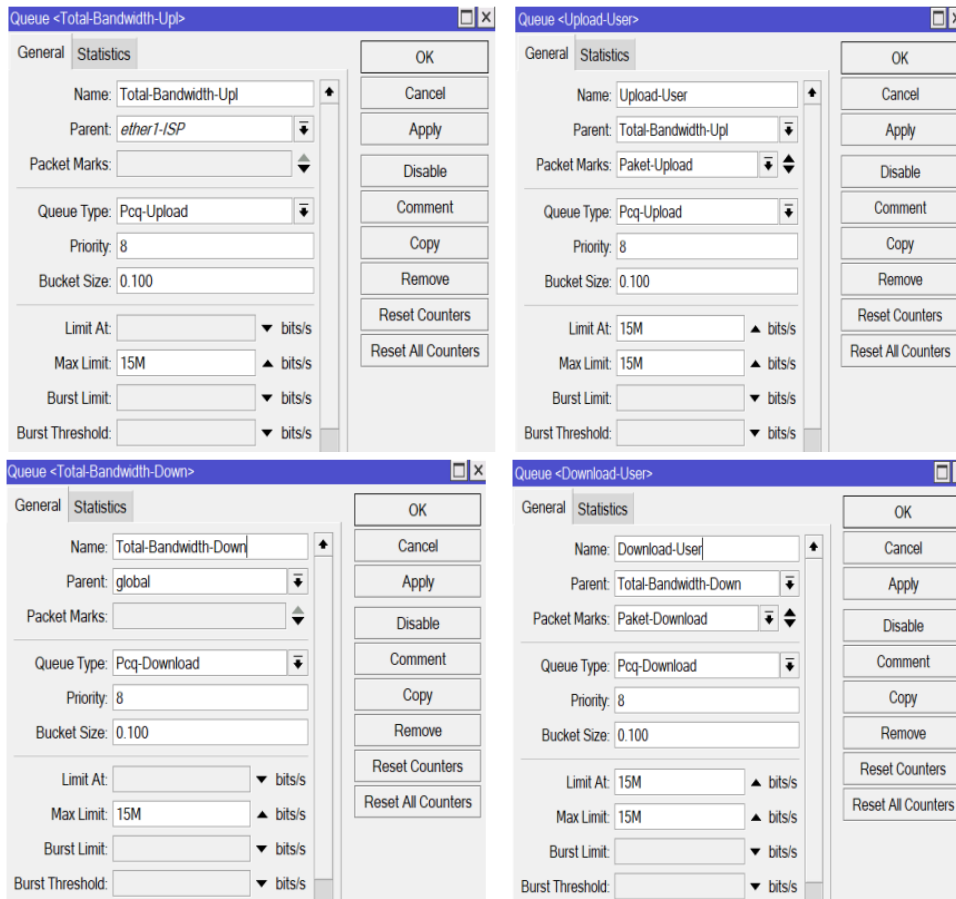 Queue <Total-Bandwidth-Upl>
General Statistics
Name: Total-Bandwidth-Upl
Parent: ether1-ISP
Packet Marks:
Queue Type: Pcq-Upload
Priority: 8
Bucket Size: 0.100
Limit At: bits/s
Max Limit: 15M bits/s
Burst Limit: bits/s
Burst Threshold: bits/s
OK
Cancel
Apply
Disable
Comment
Copy
Remove
Reset Counters
Reset All Counters
Queue <Upload-User>
General Statistics
Name: Upload-User
Parent: Total-Bandwidth-Upl
Packet Marks: Paket-Upload
Queue Type: Pcq-Upload
Priority: 8
Bucket Size: 0.100
Limit At: 15M bits/s
Max Limit: 15M bits/s
Burst Limit: bits/s
Burst Threshold: bits/s
OK
Cancel
Apply
Disable
Comment
Copy
Remove
Reset Counters
Reset All Counters
Queue <Total-Bandwidth-Down>
General Statistics
Name: Total-Bandwidth-Down
Parent: global
Packet Marks:
Queue Type: Pcq-Download
Priority: 8
Bucket Size: 0.100
Limit At: bits/s
Max Limit: 15M bits/s
Burst Limit: bits/s
Burst Threshold: bits/s
OK
Cancel
Apply
Disable
Comment
Copy
Remove
Reset Counters
Reset All Counters
Queue <Download-User>
General Statistics
Name: Download-User
Parent: Total-Bandwidth-Down
Packet Marks: Paket-Download
Queue Type: Pcq-Download
Priority: 8
Bucket Size: 0.100
Limit At: 15M bits/s
Max Limit: 15M bits/s
Burst Limit: bits/s
Burst Threshold: bits/s
OK
Cancel
Apply
Disable
Comment
Copy
Remove
Reset Counters
Reset All Counters